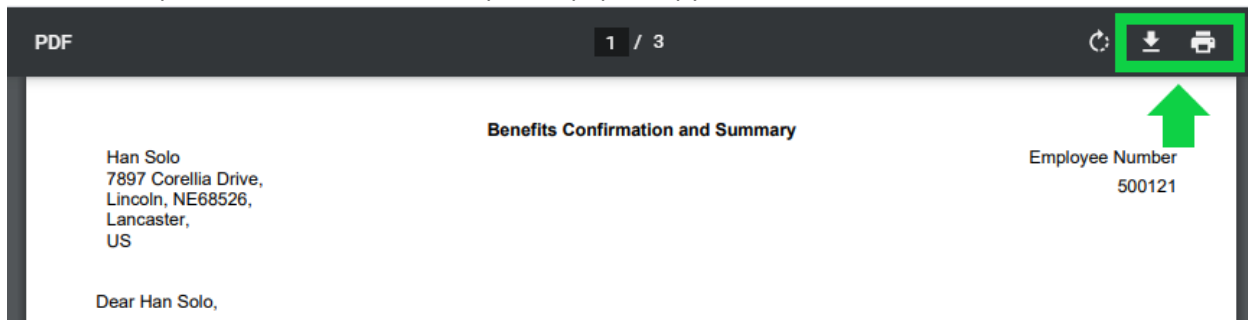 PDF
1 / 3
Benefits Confirmation and Summary
Han Solo
Employee Number
7897 Corellia Drive,
500121
Lincoln, NE68526,
Lancaster,
US
Dear Han Solo,